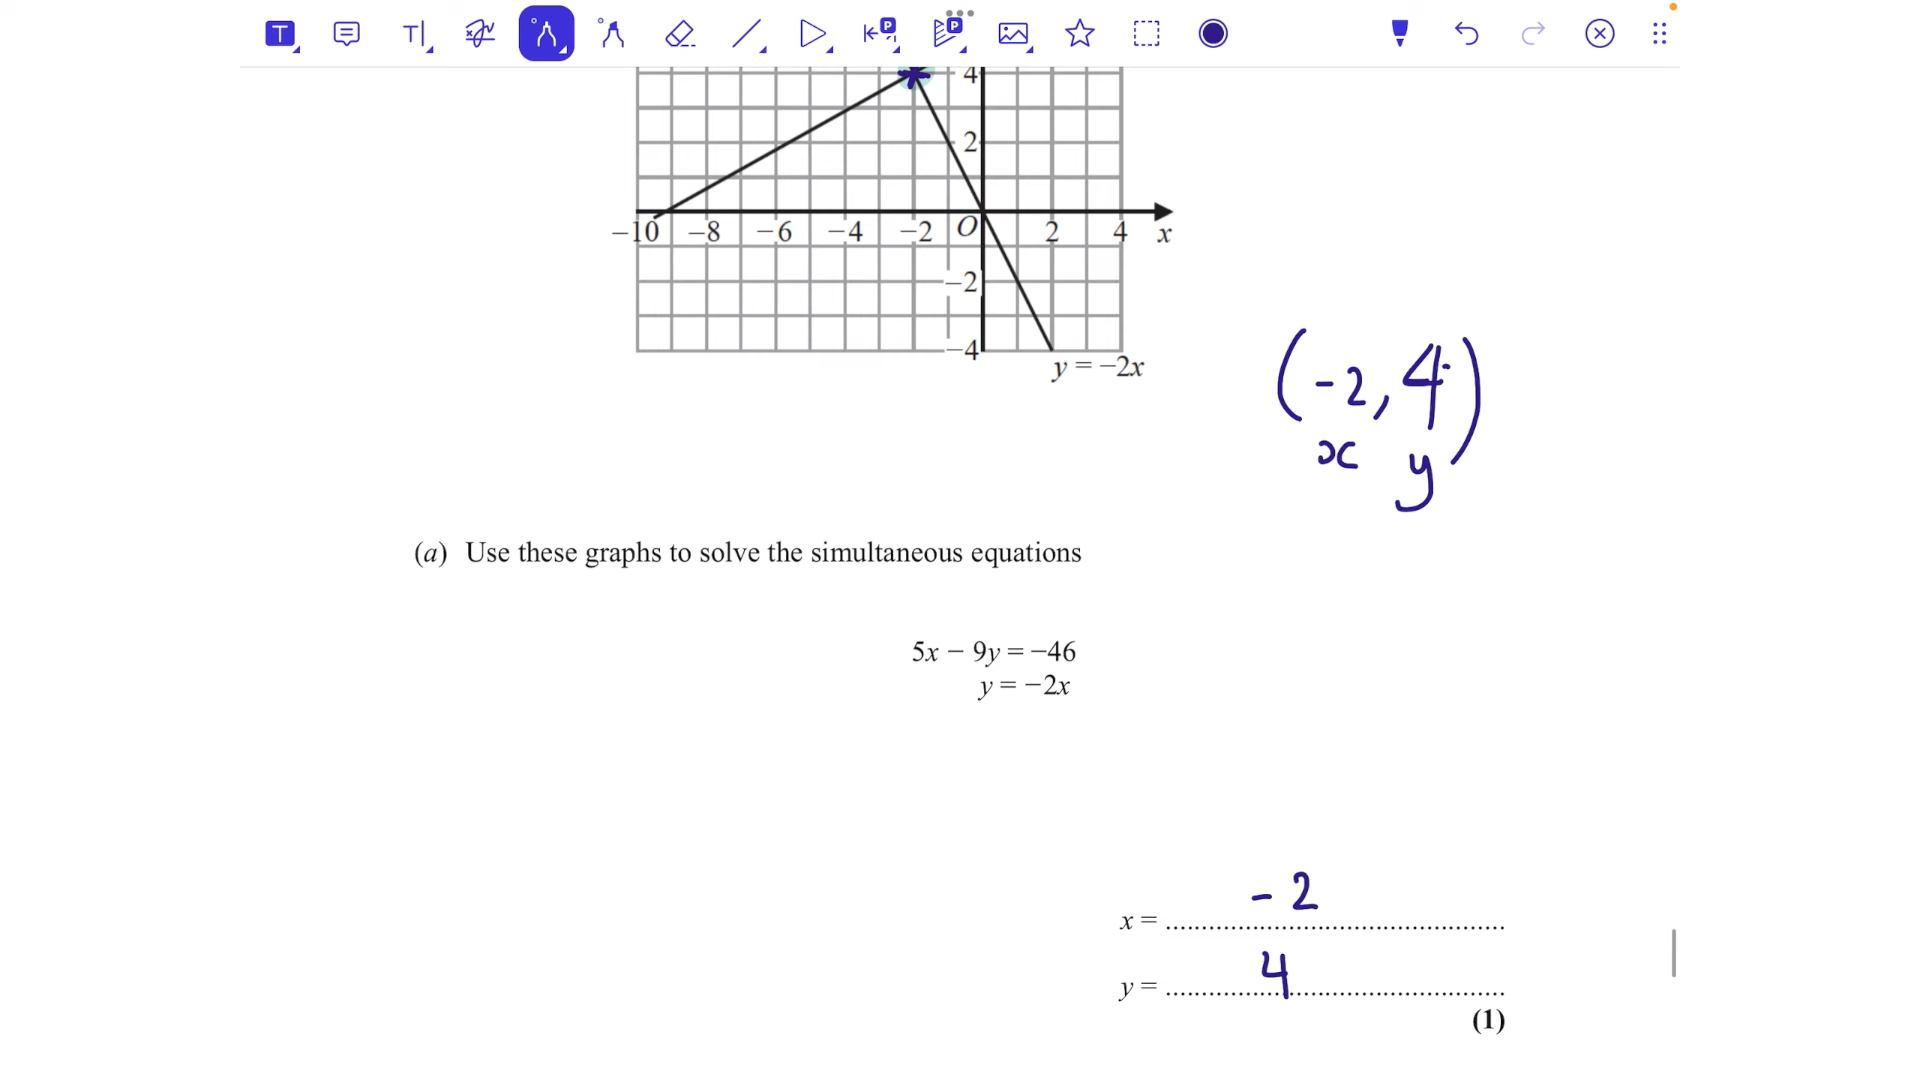 4
2
−10 −8 −6 −4 −2 O 2 4 x
−2
−4
y = −2x
(-2, 4)
x y
(a) Use these graphs to solve the simultaneous equations
5x − 9y = −46
y = −2x
x = -2
y = 4
(1)